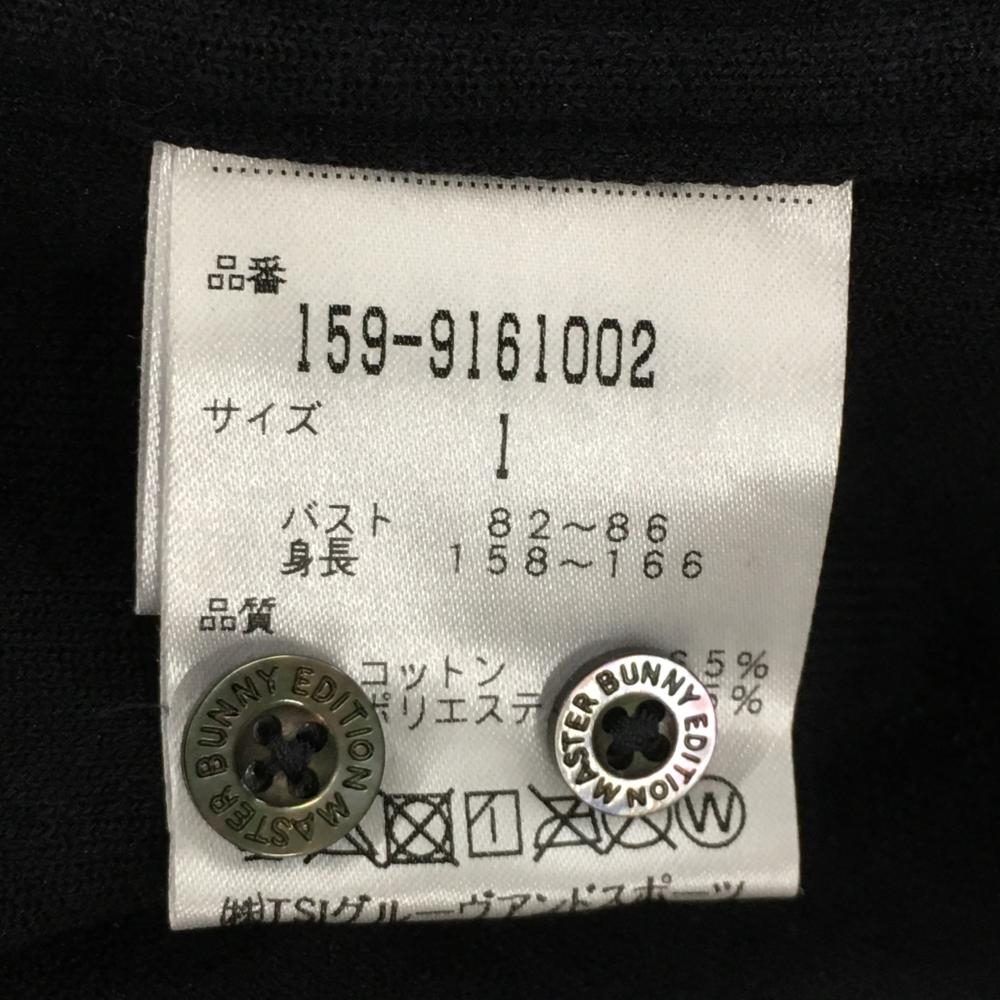 品番
159-9161002
サイズ
1
バスト 82～86
身長 158～166
品質
コットン 65%
ポリエステ 5%
MASTER BUNNY EDITION
MASTER BUNNY EDITION
W
㈱TSIグルーヴアンドスポーツ